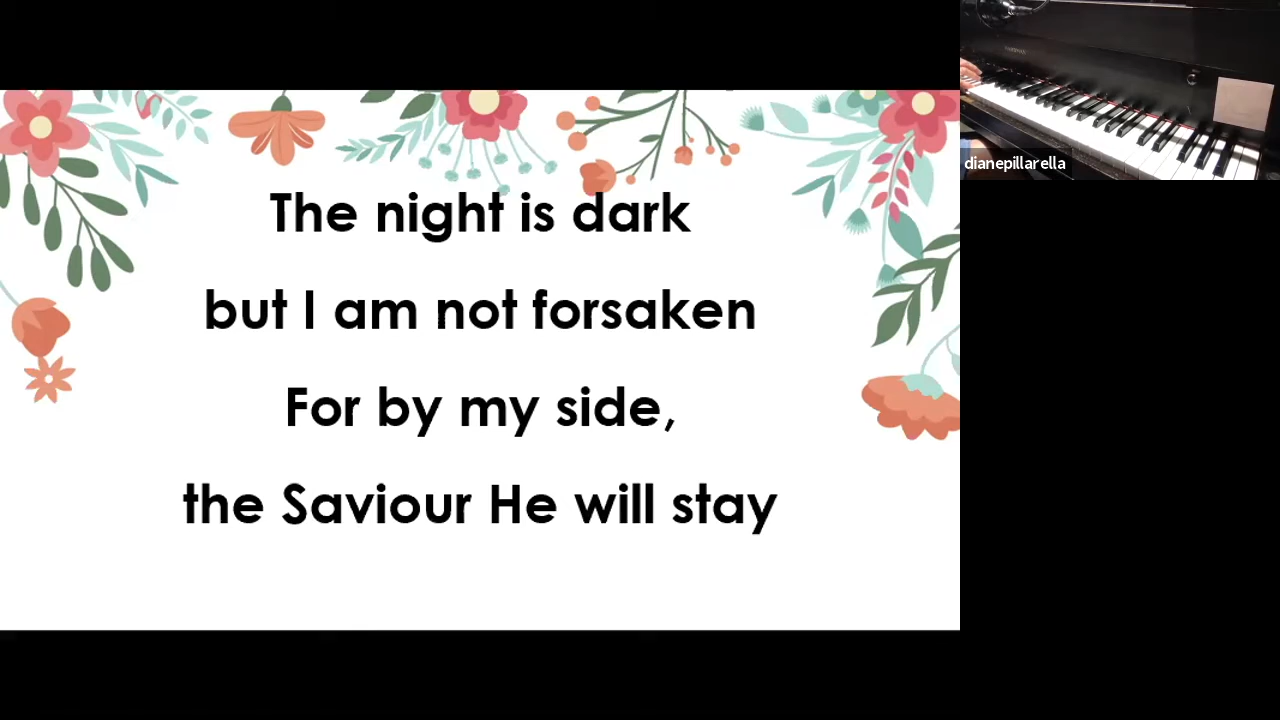 The night is dark
but I am not forsaken
For by my side,
the Saviour He will stay
dianepillarella